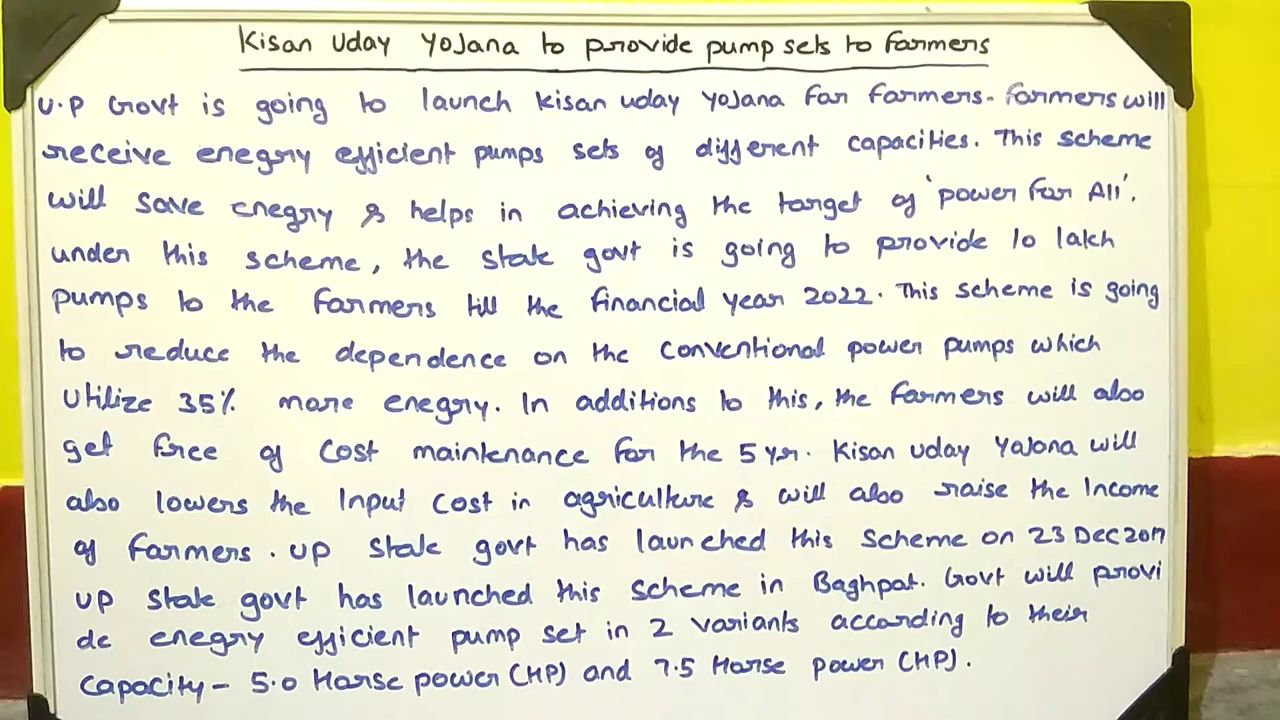 Kisan Uday Yojana to provide pump sets to farmers
U.P Govt is going to launch kisan uday yojana for farmers. farmers will
receive enegry efficient pumps sets of different capacities. This scheme
will save enegry & helps in achieving the target of 'power for All'.
under this scheme, the state govt is going to provide 10 lakh
pumps to the farmers till the financial year 2022. This scheme is going
to reduce the dependence on the conventional power pumps which
utilize 35% more enegry. In additions to this, the farmers will also
get free of cost maintenance for the 5 yr. Kisan uday yojana will
also lowers the Input cost in agriculture & will also raise the Income
of farmers. UP state govt has launched this scheme on 23 Dec 2017
UP state govt has launched this scheme in Baghpat. Govt will provi
de enegry efficient pump set in 2 variants according to their
capacity - 5.0 Horse power (HP) and 7.5 Horse power (HP).